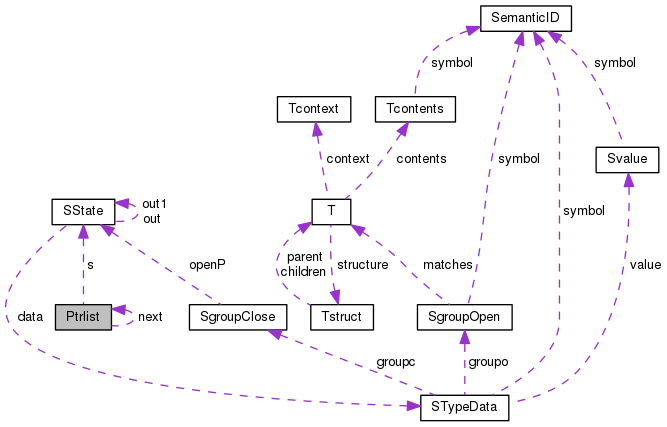 SemanticID
symbol
symbol
Tcontext
Tcontents
context
contents
symbol
Svalue
SState
out1
out
T
symbol
s
openP
parent
children
structure
matches
value
data
Ptrlist
next
SgroupClose
Tstruct
SgroupOpen
groupc
groupo
STypeData